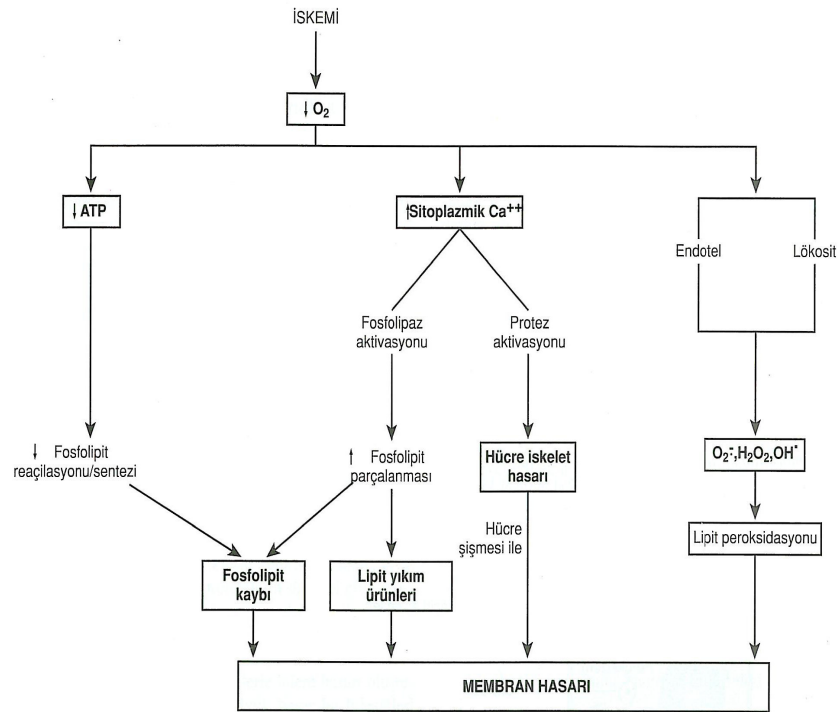 İSKEMİ
↓ O₂
↓ ATP
↑Sitoplazmik Ca⁺⁺
Endotel
Lökosit
Fosfolipaz
aktivasyonu
Protez
aktivasyonu
↓ Fosfolipit
reaçilasyonu/sentezi
↑ Fosfolipit
parçalanması
Hücre iskelet
hasarı
O₂⁻̇,H₂O₂,OH˙
Hücre
şişmesi ile
Lipit peroksidasyonu
Fosfolipit
kaybı
Lipit yıkım
ürünleri
MEMBRAN HASARI